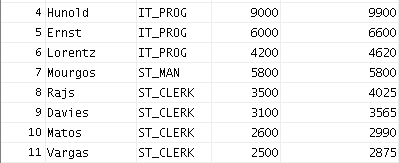 4 Hunold IT_PROG 9000 9900
5 Ernst IT_PROG 6000 6600
6 Lorentz IT_PROG 4200 4620
7 Mourgos ST_MAN 5800 5800
8 Rajs ST_CLERK 3500 4025
9 Davies ST_CLERK 3100 3565
10 Matos ST_CLERK 2600 2990
11 Vargas ST_CLERK 2500 2875